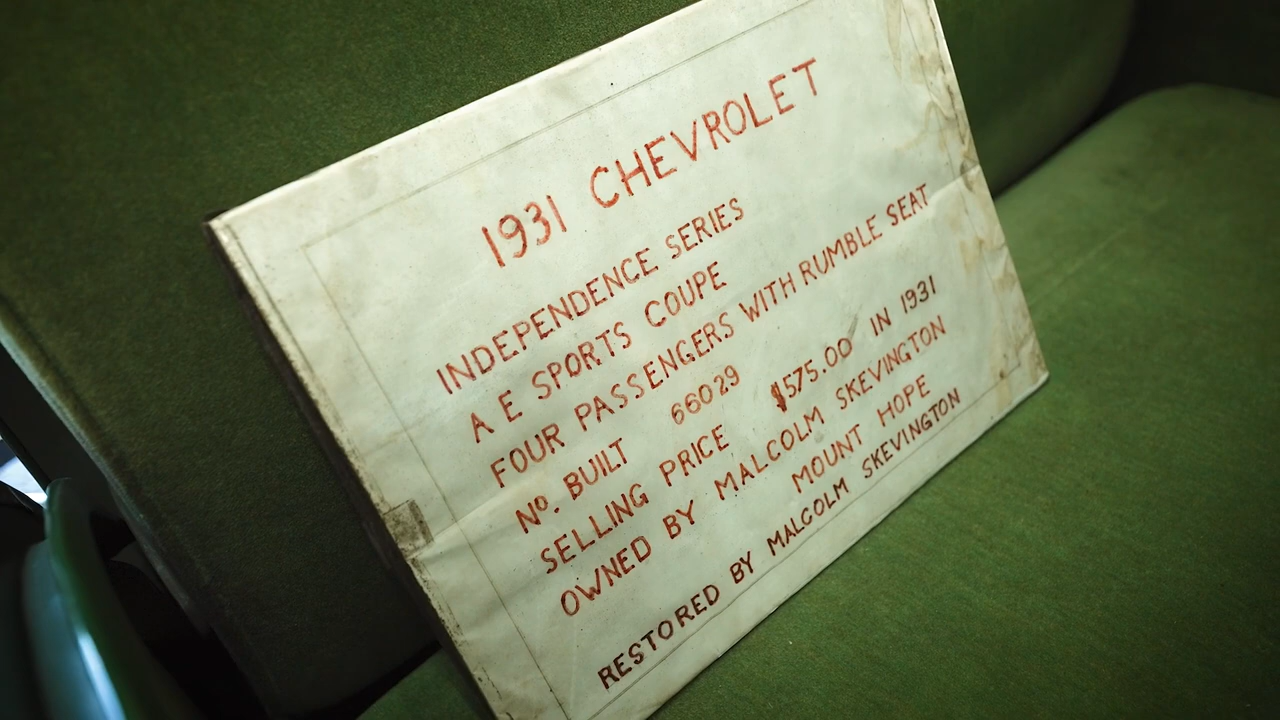 1931 CHEVROLET
INDEPENDENCE SERIES
A E SPORTS COUPE
FOUR PASSENGERS WITH RUMBLE SEAT
No. BUILT 66029
SELLING PRICE $575.00 IN 1931
OWNED BY MALCOLM SKEVINGTON
MOUNT HOPE
RESTORED BY MALCOLM SKEVINGTON